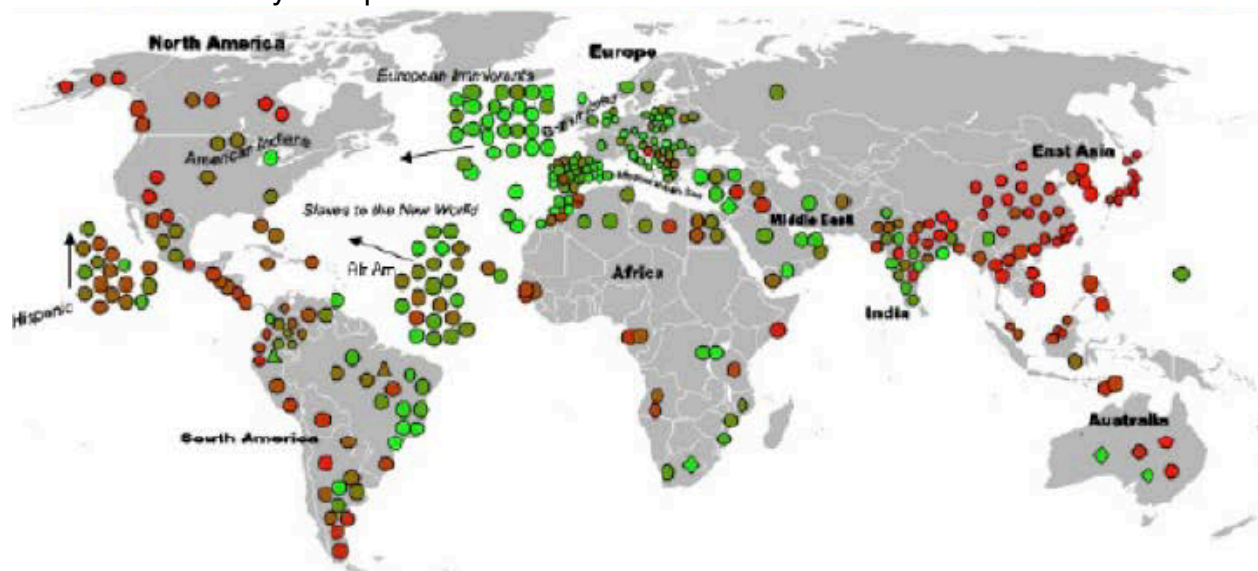 North America
Europe
European Immigrants
American Indians
East Asia
Slaves to the New World
Middle East
Afr Am
Africa
Hispanic
India
South America
Australia